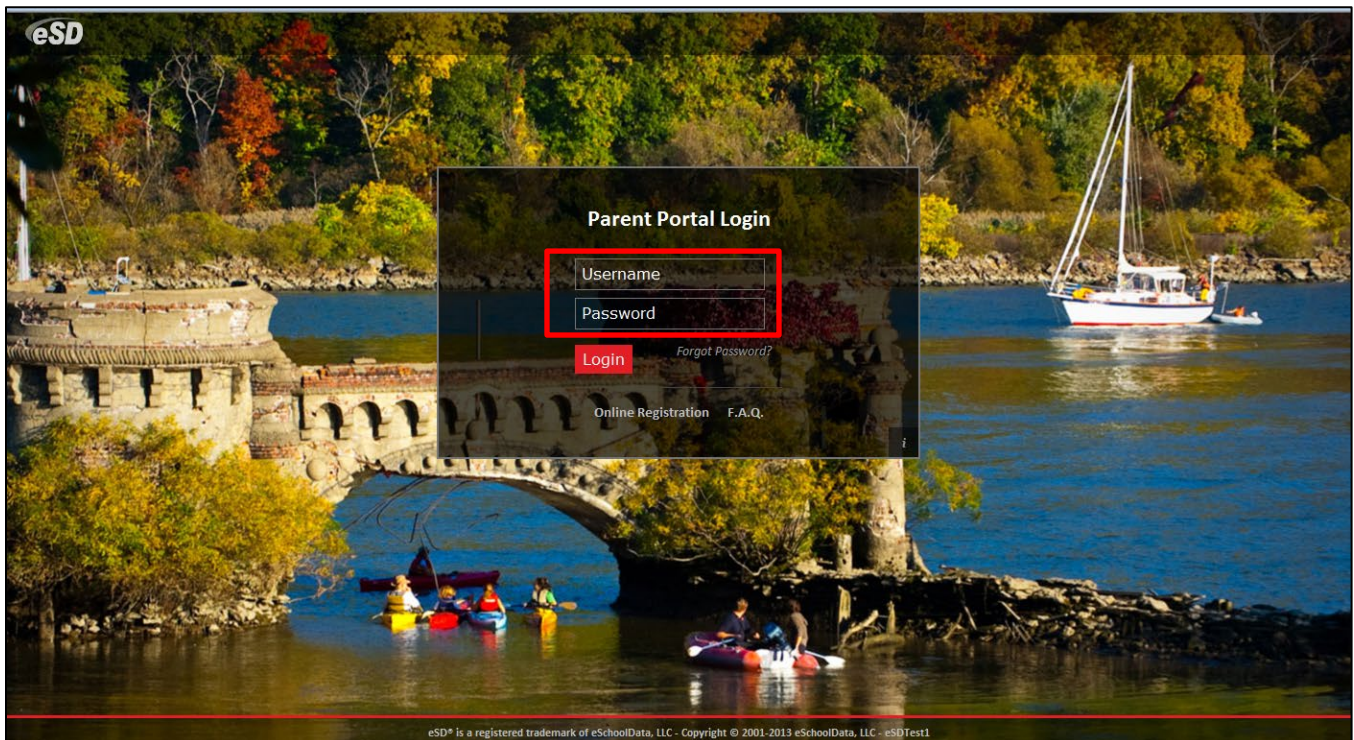 eSD
Parent Portal Login
Username
Password
Login
Forgot Password?
Online Registration F.A.Q.
i
eSD® is a registered trademark of eSchoolData, LLC - Copyright © 2001-2013 eSchoolData, LLC - eSDTest1